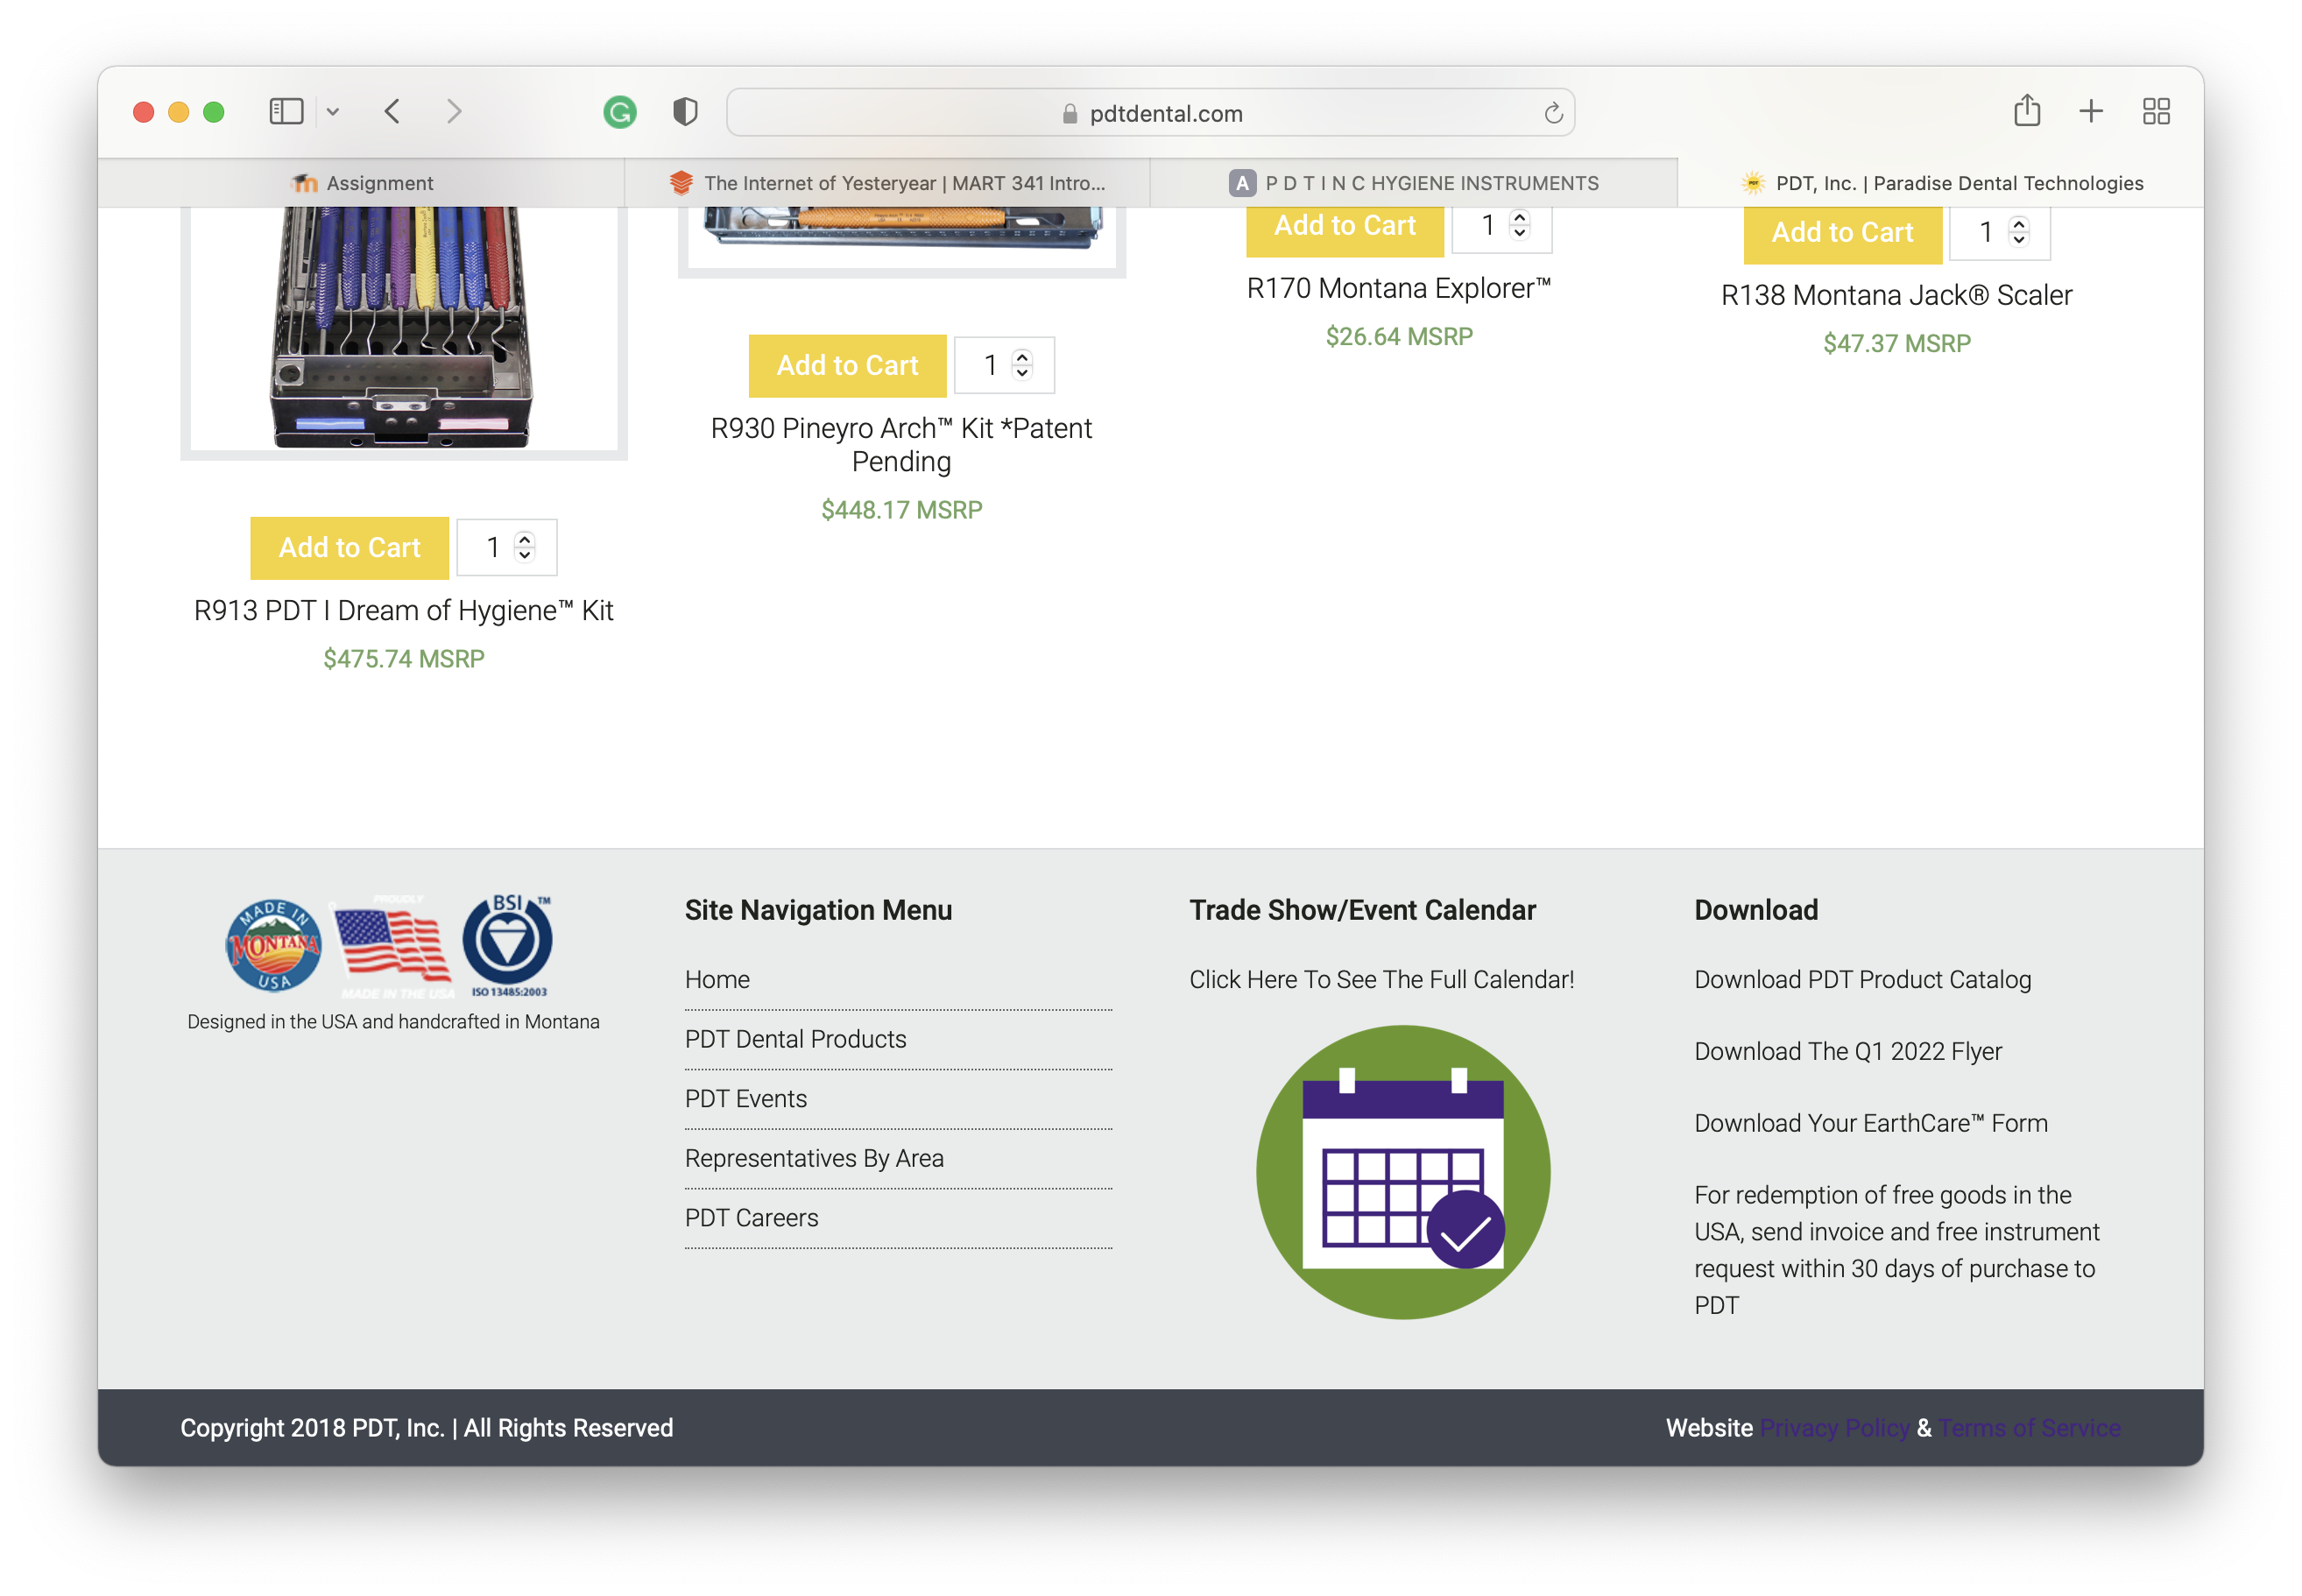 pdtdental.com
Assignment
The Internet of Yesteryear | MART 341 Intro...
A
P D T I N C HYGIENE INSTRUMENTS
PDT, Inc. | Paradise Dental Technologies
Add to Cart
1
R913 PDT I Dream of Hygiene™ Kit
$475.74 MSRP
Add to Cart
1
R930 Pineyro Arch™ Kit *Patent
Pending
$448.17 MSRP
Add to Cart
1
R170 Montana Explorer™
$26.64 MSRP
Add to Cart
1
R138 Montana Jack® Scaler
$47.37 MSRP
MADE IN
MONTANA
USA
PROUDLY
MADE IN THE USA
BSI ™
ISO 13485:2003
Designed in the USA and handcrafted in Montana
Site Navigation Menu
Home
PDT Dental Products
PDT Events
Representatives By Area
PDT Careers
Trade Show/Event Calendar
Click Here To See The Full Calendar!
Download
Download PDT Product Catalog
Download The Q1 2022 Flyer
Download Your EarthCare™ Form
For redemption of free goods in the
USA, send invoice and free instrument
request within 30 days of purchase to
PDT
Copyright 2018 PDT, Inc. | All Rights Reserved
Website Privacy Policy & Terms of Service